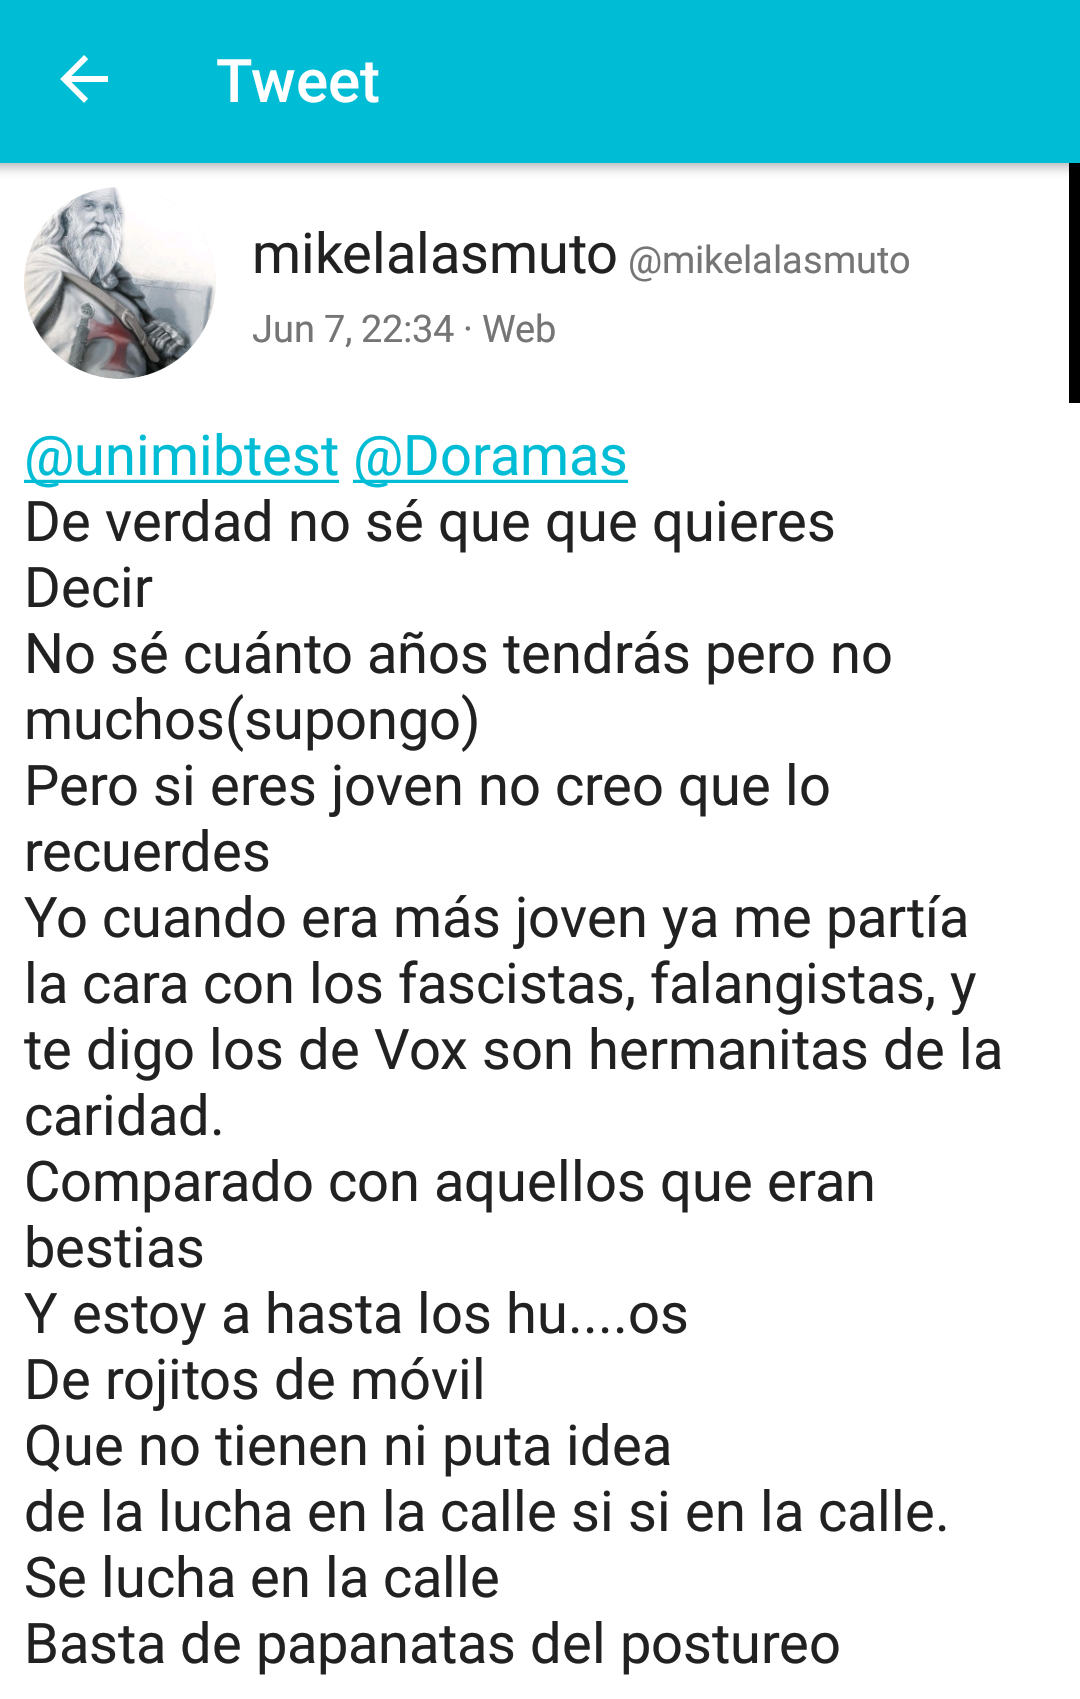 Tweet
mikelalasmuto @mikelalasmuto
Jun 7, 22:34 · Web
@unimibtest @Doramas
De verdad no sé que que quieres
Decir
No sé cuánto años tendrás pero no
muchos(supongo)
Pero si eres joven no creo que lo
recuerdes
Yo cuando era más joven ya me partía
la cara con los fascistas, falangistas, y
te digo los de Vox son hermanitas de la
caridad.
Comparado con aquellos que eran
bestias
Y estoy a hasta los hu....os
De rojitos de móvil
Que no tienen ni puta idea
de la lucha en la calle si si en la calle.
Se lucha en la calle
Basta de papanatas del postureo